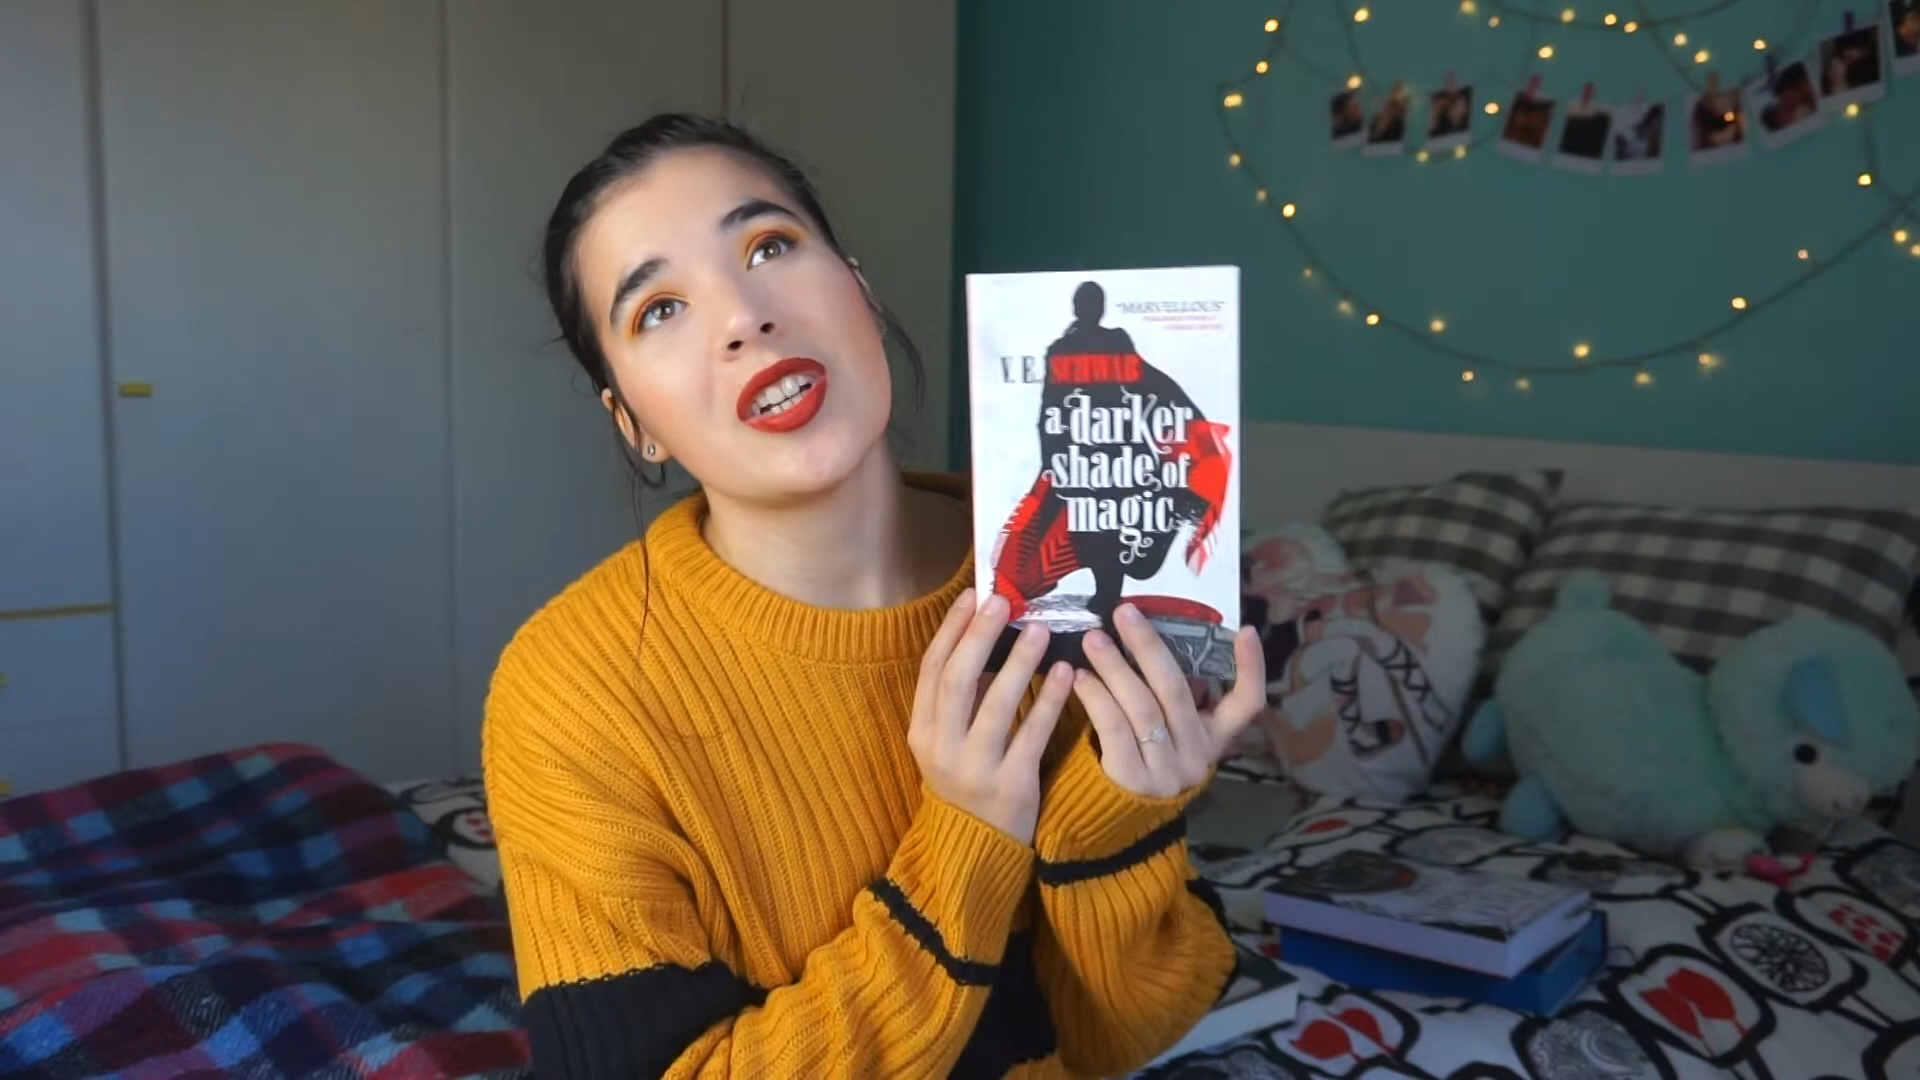 "MARVELLOUS"
V. E. SCHWAB
a darker
shade of
magic